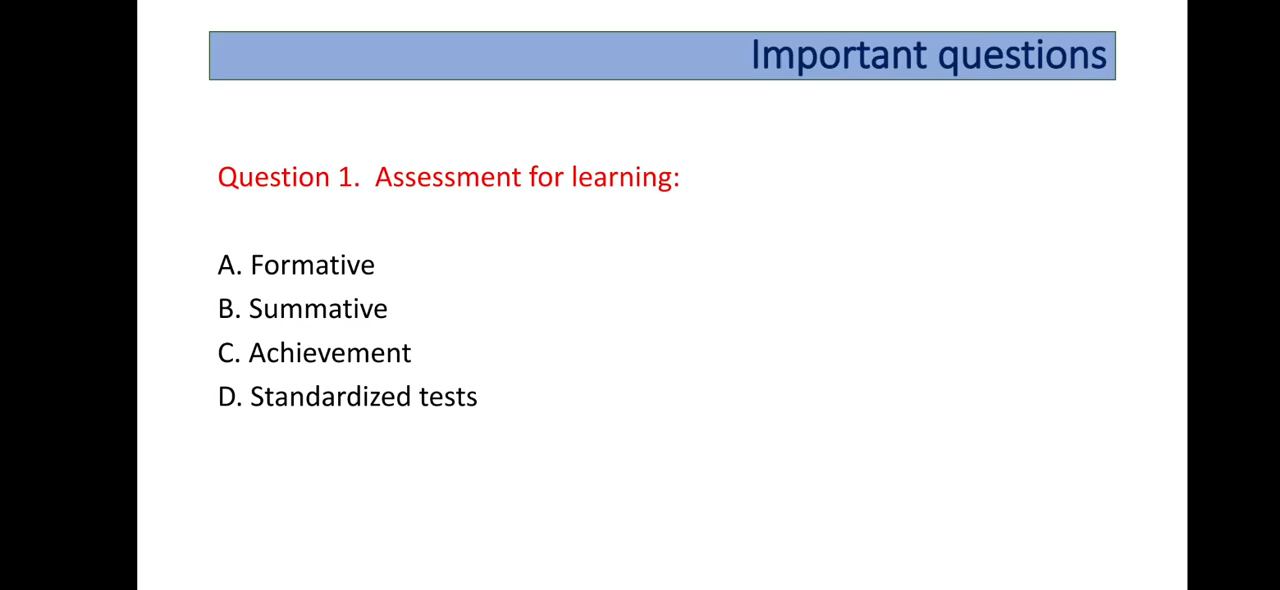 Important questions
Question 1.  Assessment for learning:
A. Formative
B. Summative
C. Achievement
D. Standardized tests